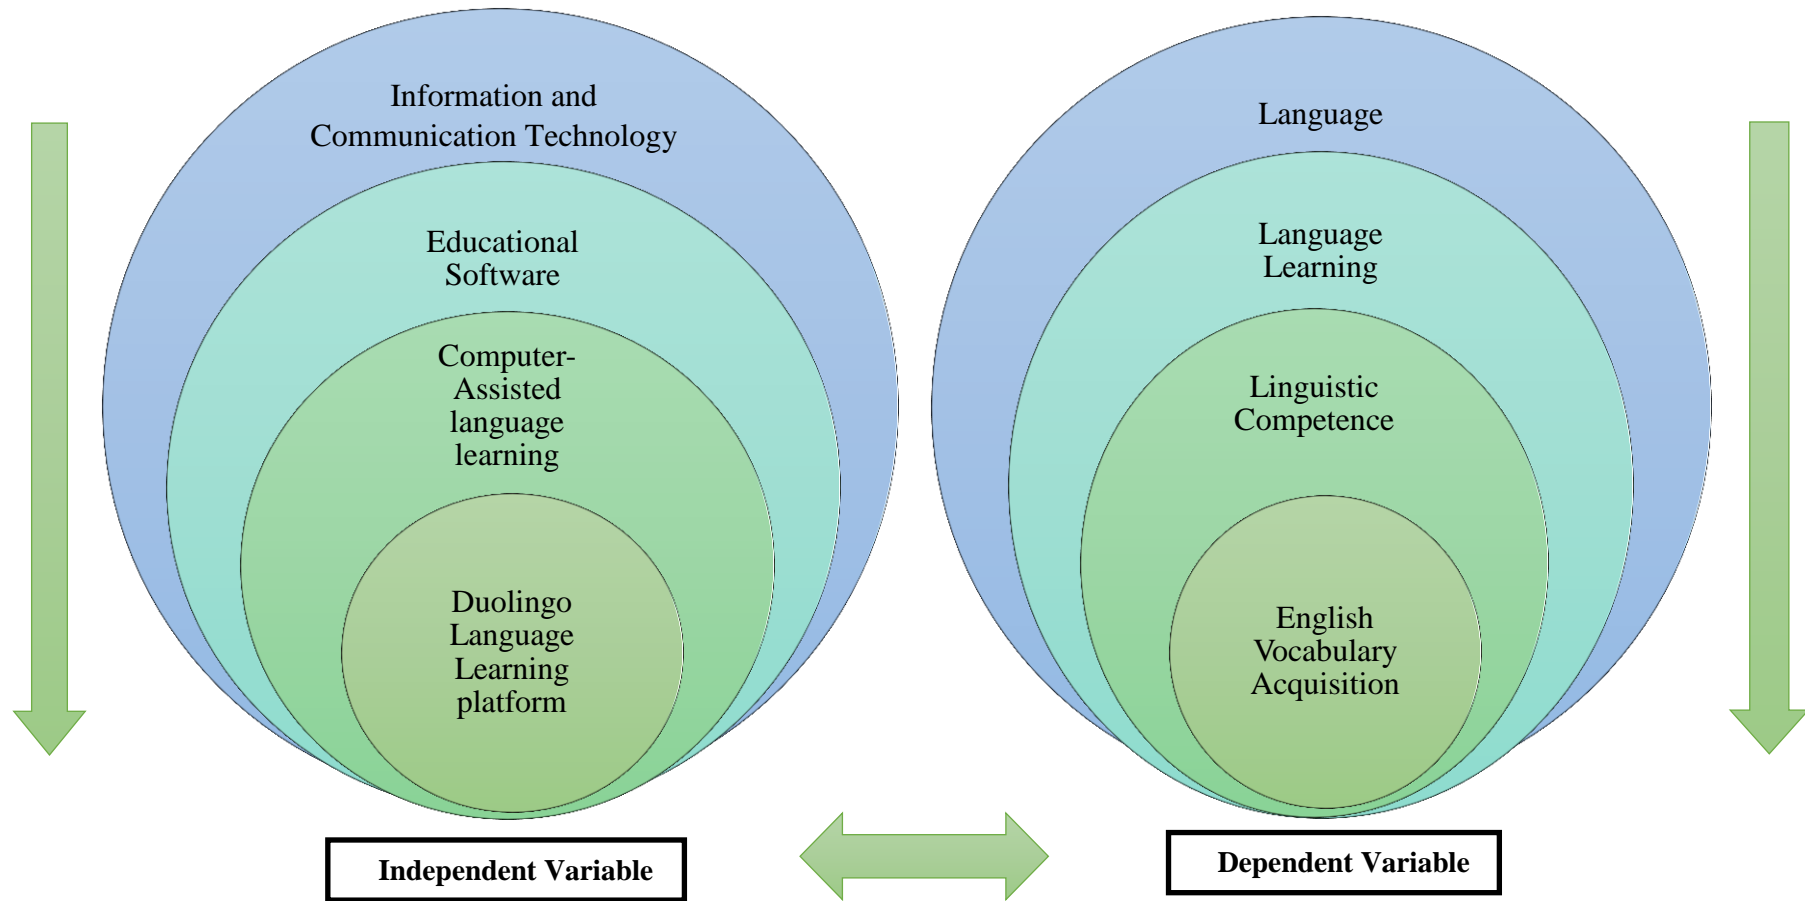 Information and
Communication Technology
Educational
Software
Computer-
Assisted
language
learning
Duolingo
Language
Learning
platform
Independent Variable
Language
Language
Learning
Linguistic
Competence
English
Vocabulary
Acquisition
Dependent Variable